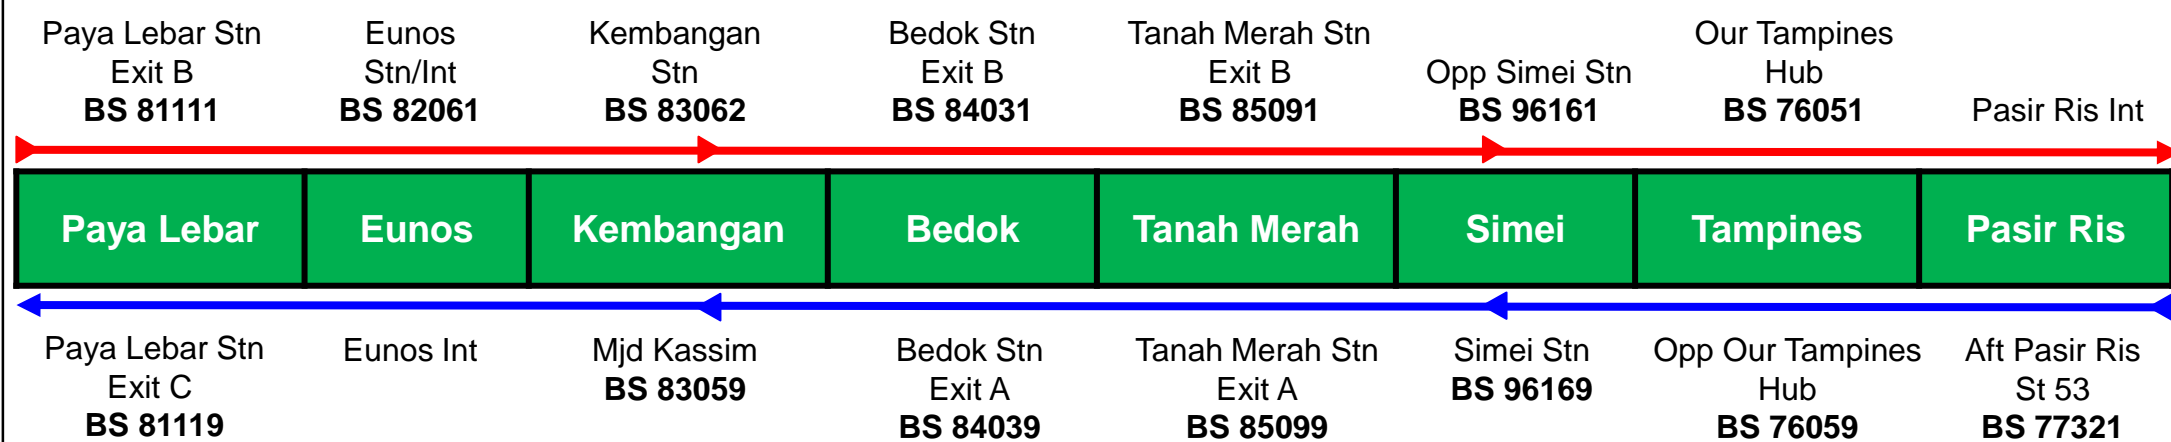 Paya Lebar Stn
Exit B
BS 81111
Eunos
Stn/Int
BS 82061
Kembangan
Stn
BS 83062
Bedok Stn
Exit B
BS 84031
Tanah Merah Stn
Exit B
BS 85091
Opp Simei Stn
BS 96161
Our Tampines
Hub
BS 76051
Pasir Ris Int
Paya Lebar
Eunos
Kembangan
Bedok
Tanah Merah
Simei
Tampines
Pasir Ris
Paya Lebar Stn
Exit C
BS 81119
Eunos Int
Mjd Kassim
BS 83059
Bedok Stn
Exit A
BS 84039
Tanah Merah Stn
Exit A
BS 85099
Simei Stn
BS 96169
Opp Our Tampines
Hub
BS 76059
Aft Pasir Ris
St 53
BS 77321